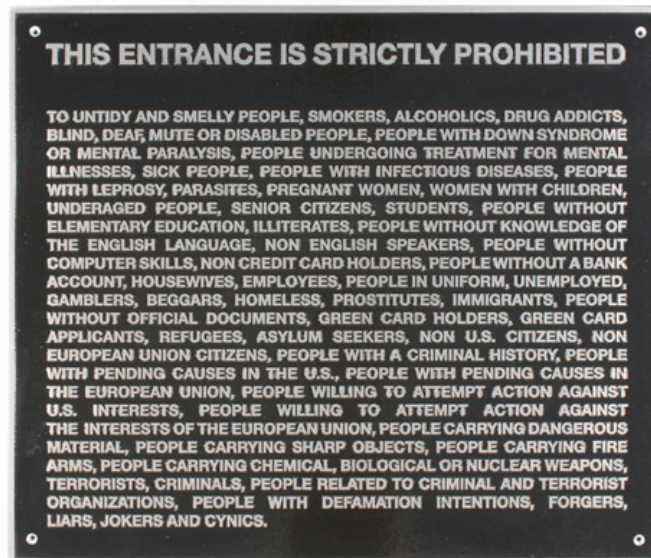 THIS ENTRANCE IS STRICTLY PROHIBITED
TO UNTIDY AND SMELLY PEOPLE, SMOKERS, ALCOHOLICS, DRUG ADDICTS,
BLIND, DEAF, MUTE OR DISABLED PEOPLE, PEOPLE WITH DOWN SYNDROME
OR MENTAL PARALYSIS, PEOPLE UNDERGOING TREATMENT FOR MENTAL
ILLNESSES, SICK PEOPLE, PEOPLE WITH INFECTIOUS DISEASES, PEOPLE
WITH LEPROSY, PARASITES, PREGNANT WOMEN, WOMEN WITH CHILDREN,
UNDERAGED PEOPLE, SENIOR CITIZENS, STUDENTS, PEOPLE WITHOUT
ELEMENTARY EDUCATION, ILLITERATES, PEOPLE WITHOUT KNOWLEDGE OF
THE ENGLISH LANGUAGE, NON ENGLISH SPEAKERS, PEOPLE WITHOUT
COMPUTER SKILLS, NON CREDIT CARD HOLDERS, PEOPLE WITHOUT A BANK
ACCOUNT, HOUSEWIVES, EMPLOYEES, PEOPLE IN UNIFORM, UNEMPLOYED,
GAMBLERS, BEGGARS, HOMELESS, PROSTITUTES, IMMIGRANTS, PEOPLE
WITHOUT OFFICIAL DOCUMENTS, GREEN CARD HOLDERS, GREEN CARD
APPLICANTS, REFUGEES, ASYLUM SEEKERS, NON U.S. CITIZENS, NON
EUROPEAN UNION CITIZENS, PEOPLE WITH A CRIMINAL HISTORY, PEOPLE
WITH PENDING CAUSES IN THE U.S., PEOPLE WITH PENDING CAUSES IN
THE EUROPEAN UNION, PEOPLE WILLING TO ATTEMPT ACTION AGAINST
U.S. INTERESTS, PEOPLE WILLING TO ATTEMPT ACTION AGAINST
THE INTERESTS OF THE EUROPEAN UNION, PEOPLE CARRYING DANGEROUS
MATERIAL, PEOPLE CARRYING SHARP OBJECTS, PEOPLE CARRYING FIRE
ARMS, PEOPLE CARRYING CHEMICAL, BIOLOGICAL OR NUCLEAR WEAPONS,
TERRORISTS, CRIMINALS, PEOPLE RELATED TO CRIMINAL AND TERRORIST
ORGANIZATIONS, PEOPLE WITH DEFAMATION INTENTIONS, FORGERS,
LIARS, JOKERS AND CYNICS.